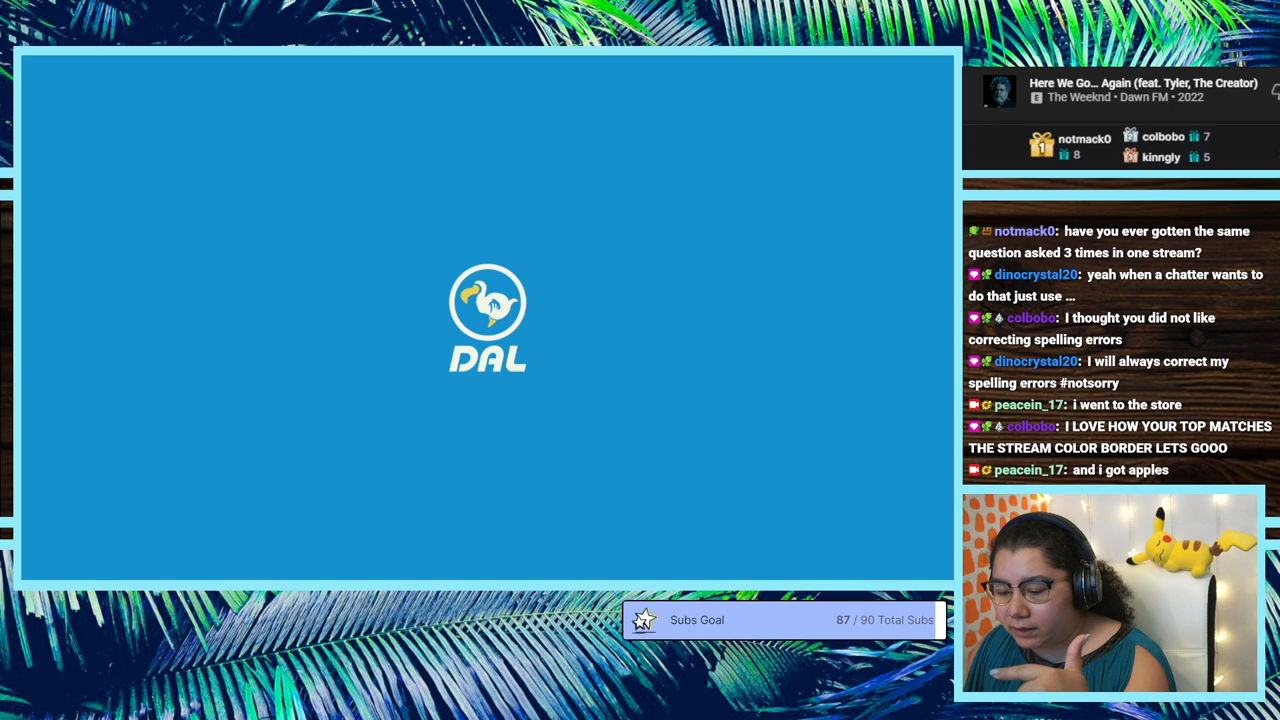 DAL
Here We Go... Again (feat. Tyler, The Creator)
E The Weeknd • Dawn FM • 2022
1 notmack0 8
2 colbobo 7
3 kinngly 5
notmack0: have you ever gotten the same
question asked 3 times in one stream?
dinocrystal20: yeah when a chatter wants to
do that just use ...
colbobo: I thought you did not like
correcting spelling errors
dinocrystal20: I will always correct my
spelling errors #notsorry
peacein_17: i went to the store
colbobo: I LOVE HOW YOUR TOP MATCHES
THE STREAM COLOR BORDER LETS GOOO
peacein_17: and i got apples
Subs Goal 87 / 90 Total Subs